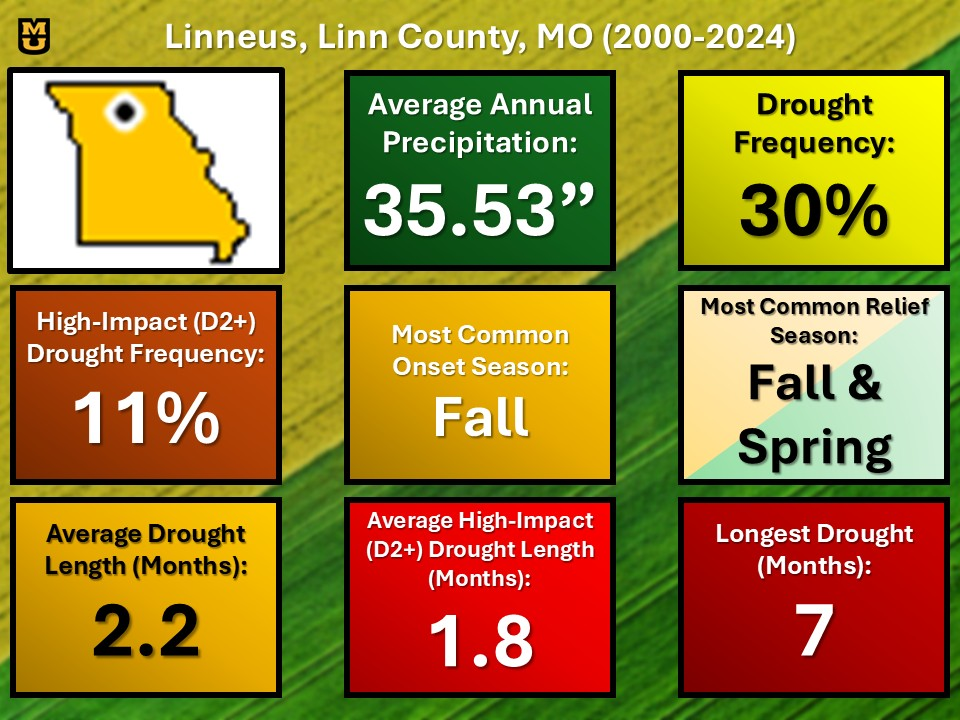 MU
Linneus, Linn County, MO (2000-2024)
Average Annual
Precipitation:
35.53”
Drought
Frequency:
30%
High-Impact (D2+)
Drought Frequency:
11%
Most Common
Onset Season:
Fall
Most Common Relief
Season:
Fall &
Spring
Average Drought
Length (Months):
2.2
Average High-Impact
(D2+) Drought Length
(Months):
1.8
Longest Drought
(Months):
7